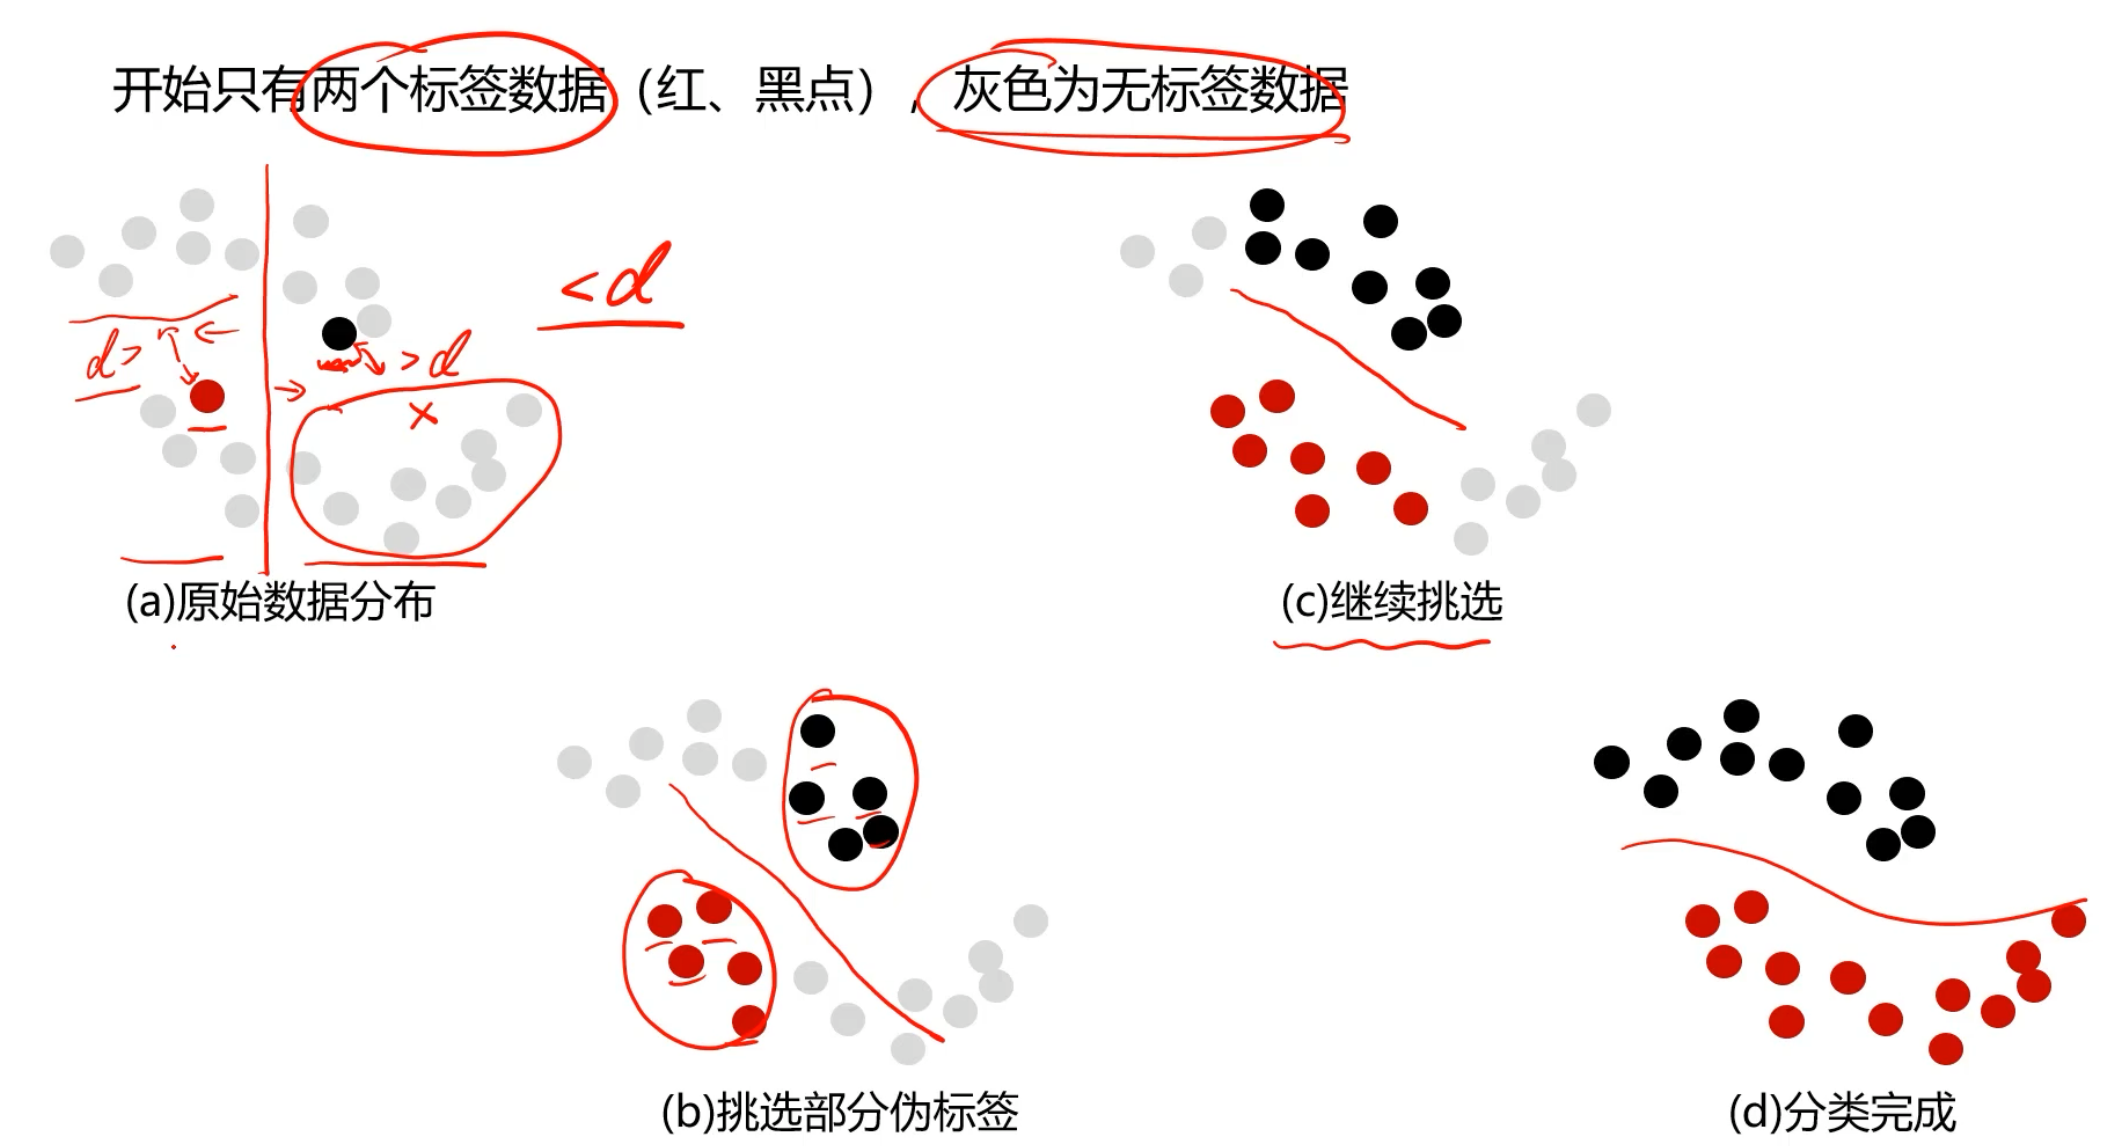 开始只有两个标签数据（红、黑点），灰色为无标签数据
<d
d>
>d
×
(a)原始数据分布
(c)继续挑选
(b)挑选部分伪标签
(d)分类完成